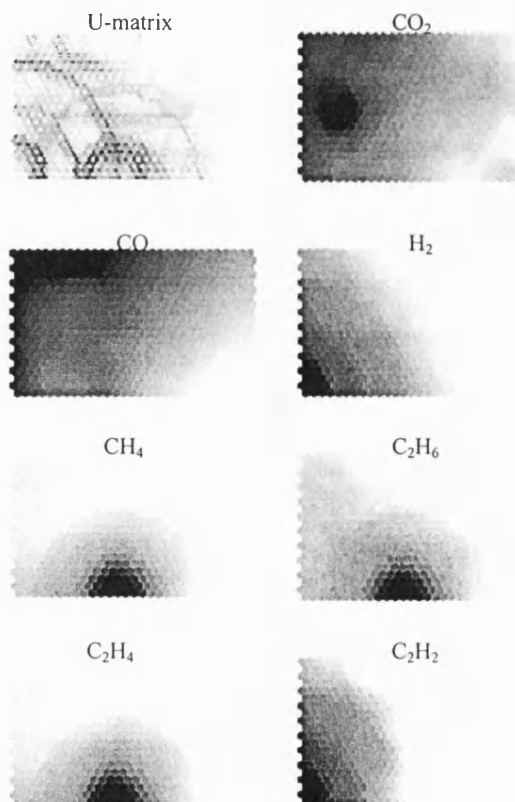 U-matrix
CO₂
CO
H₂
CH₄
C₂H₆
C₂H₄
C₂H₂